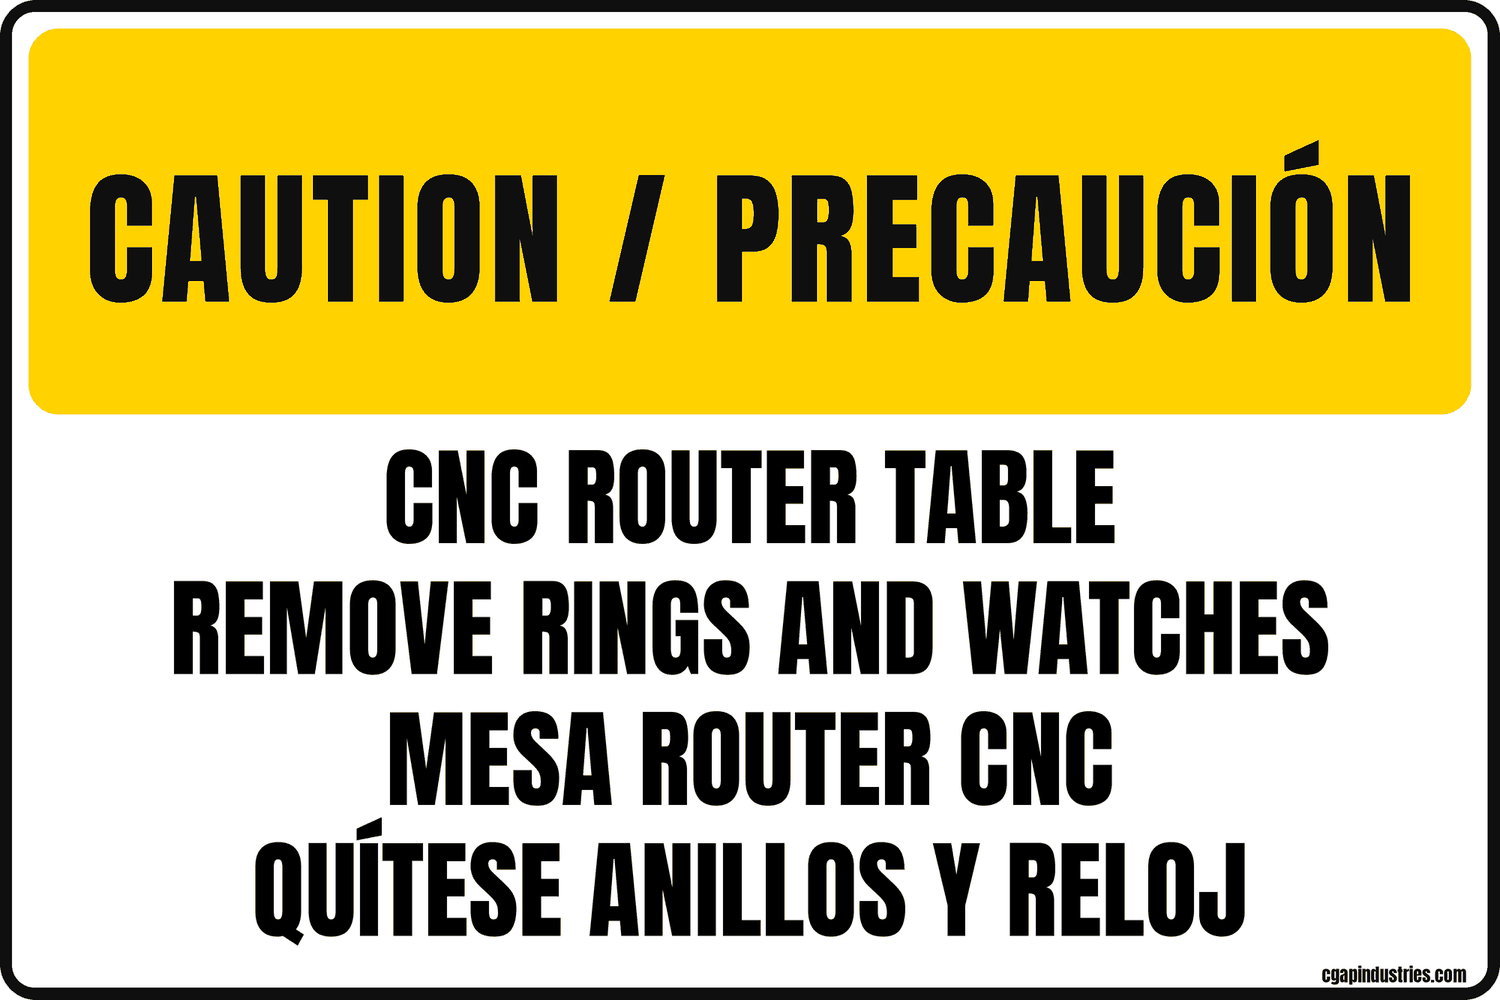 CAUTION / PRECAUCIÓN
CNC ROUTER TABLE
REMOVE RINGS AND WATCHES
MESA ROUTER CNC
QUÍTESE ANILLOS Y RELOJ
cgapindustries.com